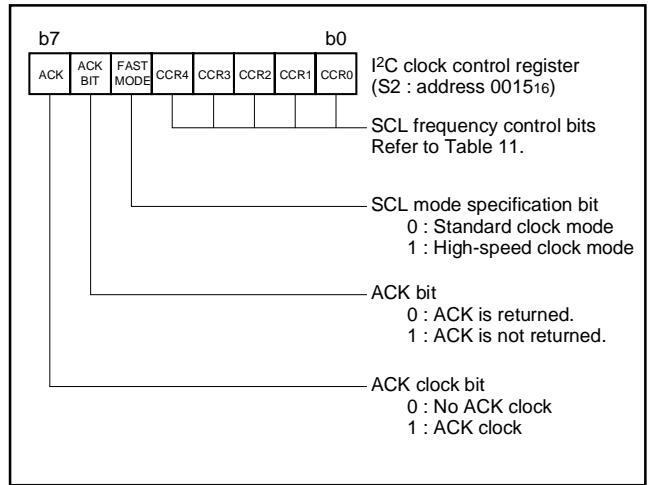 b7 b0
ACK ACK BIT FAST MODE CCR4 CCR3 CCR2 CCR1 CCR0
I²C clock control register
(S2 : address 0015₁₆)
SCL frequency control bits
Refer to Table 11.
SCL mode specification bit
0 : Standard clock mode
1 : High-speed clock mode
ACK bit
0 : ACK is returned.
1 : ACK is not returned.
ACK clock bit
0 : No ACK clock
1 : ACK clock